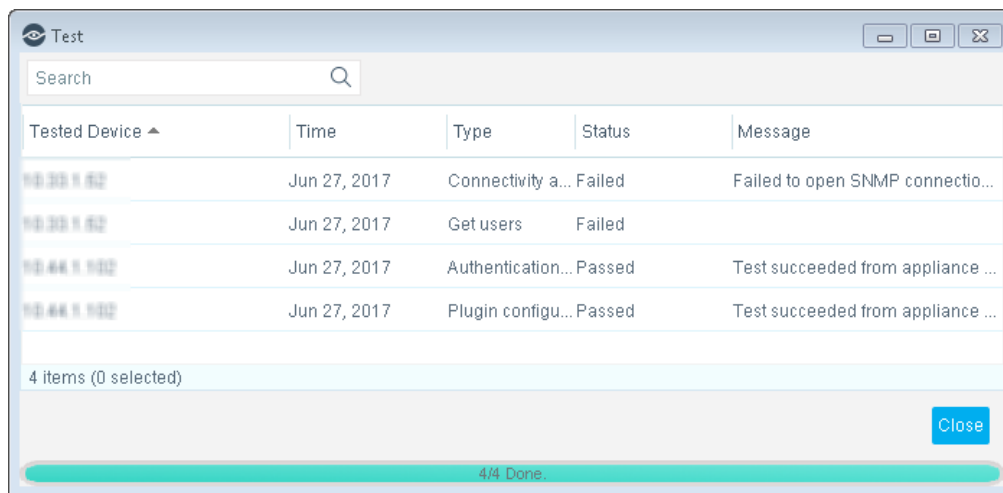 Test
Search
Tested Device Time Type Status Message
Jun 27, 2017 Connectivity a... Failed Failed to open SNMP connectio...
Jun 27, 2017 Get users Failed
Jun 27, 2017 Authentication... Passed Test succeeded from appliance ...
Jun 27, 2017 Plugin configu... Passed Test succeeded from appliance ...
4 items (0 selected)
Close
4/4 Done.